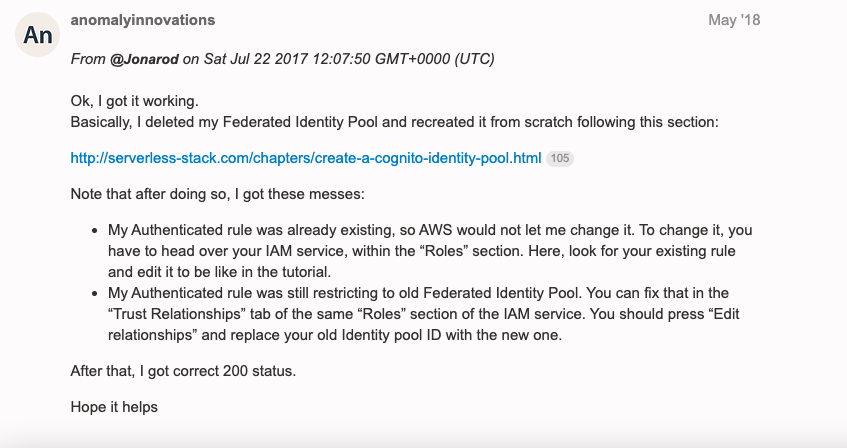 An
anomalyinnovations
May '18
From @Jonarod on Sat Jul 22 2017 12:07:50 GMT+0000 (UTC)
Ok, I got it working.
Basically, I deleted my Federated Identity Pool and recreated it from scratch following this section:
http://serverless-stack.com/chapters/create-a-cognito-identity-pool.html 105
Note that after doing so, I got these messes:
• My Authenticated rule was already existing, so AWS would not let me change it. To change it, you
have to head over your IAM service, within the “Roles” section. Here, look for your existing rule
and edit it to be like in the tutorial.
• My Authenticated rule was still restricting to old Federated Identity Pool. You can fix that in the
“Trust Relationships” tab of the same “Roles” section of the IAM service. You should press “Edit
relationships” and replace your old Identity pool ID with the new one.
After that, I got correct 200 status.
Hope it helps